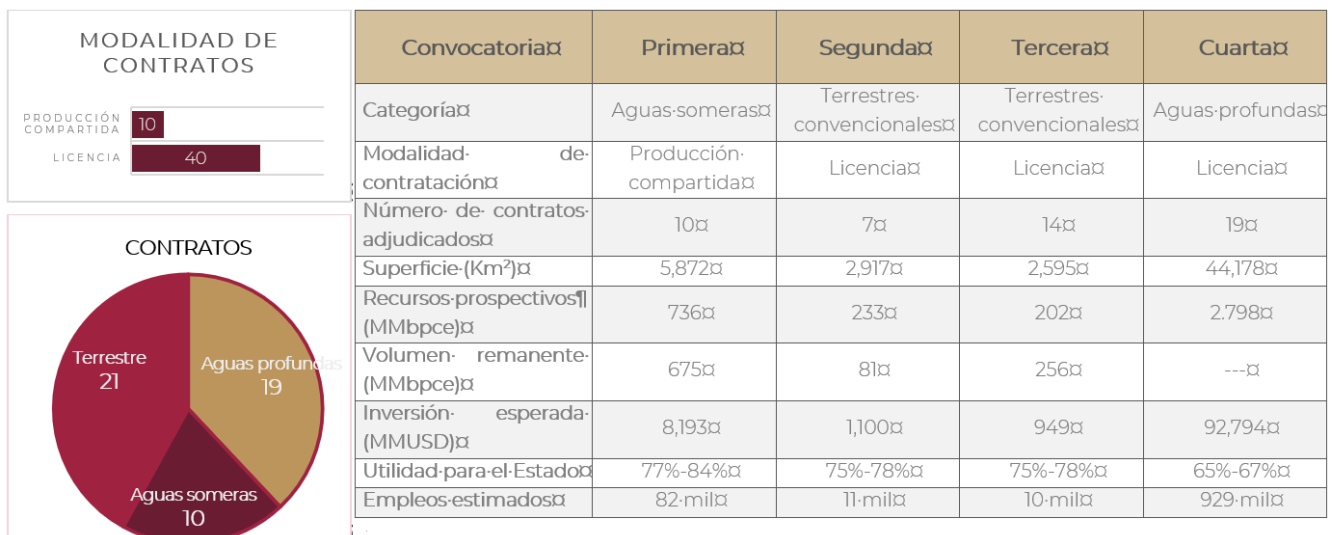 MODALIDAD DE
CONTRATOS
PRODUCCIÓN
COMPARTIDA
10
LICENCIA
40
CONTRATOS
Terrestre
21
Aguas profundas
19
Aguas someras
10
Convocatoria¤ Primera¤ Segunda¤ Tercera¤ Cuarta¤
Categoría¤ Aguas·someras¤ Terrestres· convencionales¤ Terrestres· convencionales¤ Aguas·profundas¤
Modalidad· de· contratación¤ Producción· compartida¤ Licencia¤ Licencia¤ Licencia¤
Número· de· contratos· adjudicados¤ 10¤ 7¤ 14¤ 19¤
Superficie·(Km²)¤ 5,872¤ 2,917¤ 2,595¤ 44,178¤
Recursos·prospectivos¶ (MMbpce)¤ 736¤ 233¤ 202¤ 2.798¤
Volumen· remanente· (MMbpce)¤ 675¤ 81¤ 256¤ ---¤
Inversión· esperada· (MMUSD)¤ 8,193¤ 1,100¤ 949¤ 92,794¤
Utilidad·para·el·Estado¤ 77%-84%¤ 75%-78%¤ 75%-78%¤ 65%-67%¤
Empleos·estimados¤ 82·mil¤ 11·mil¤ 10·mil¤ 929·mil¤